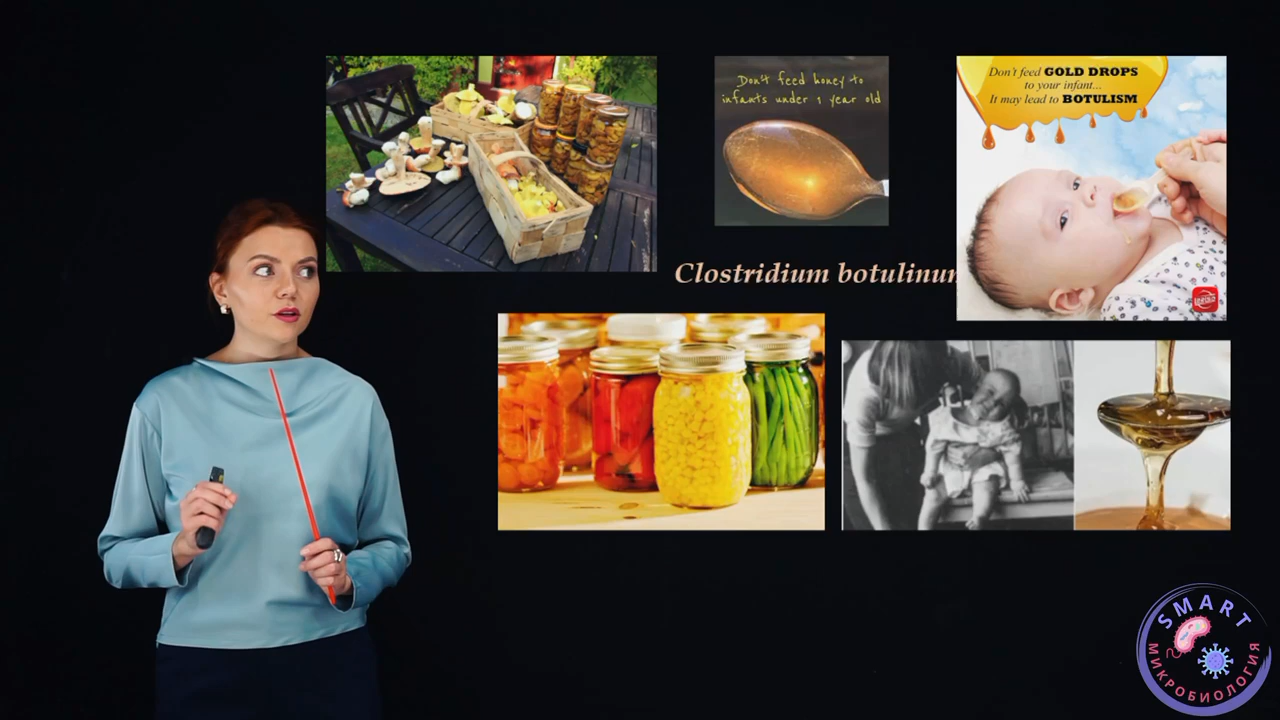 Don't feed honey to
infants under 1 year old
Don't feed GOLD DROPS
to your infant...
It may lead to BOTULISM
Clostridium botulinum
SMART
МИКРОБИОЛОГИЯ